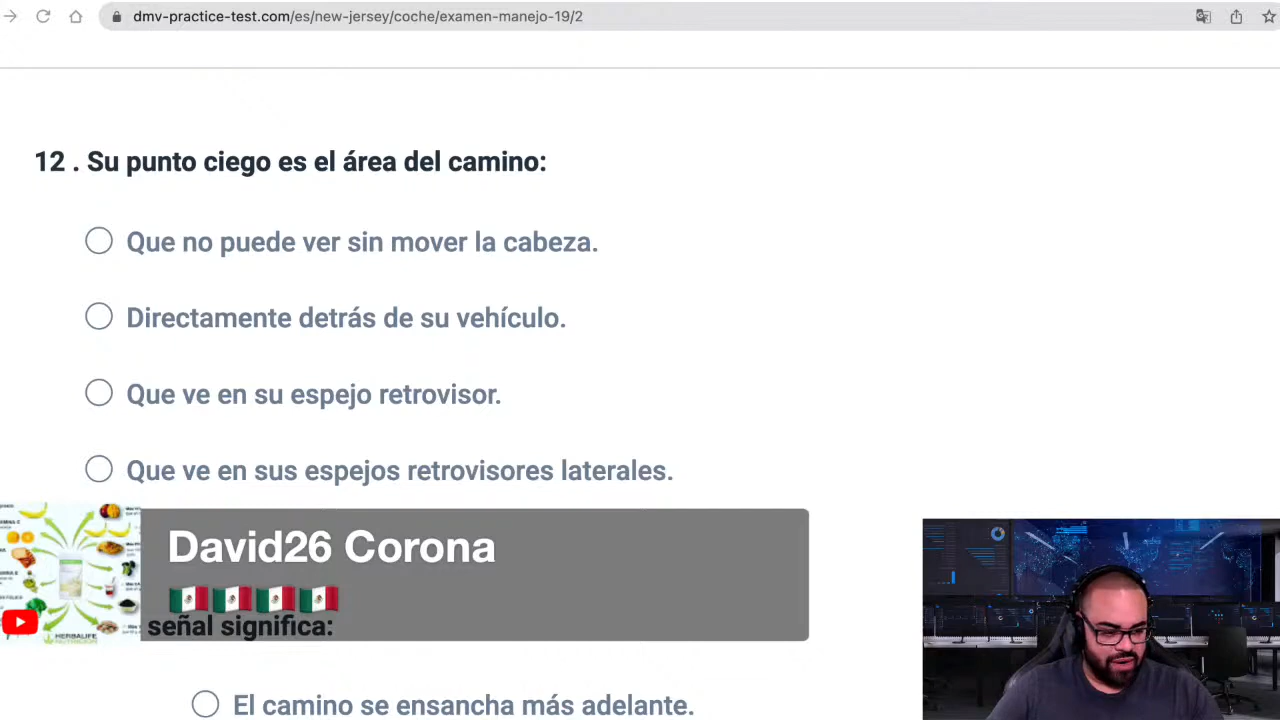 dmv-practice-test.com/es/new-jersey/coche/examen-manejo-19/2
12 . Su punto ciego es el área del camino:
Que no puede ver sin mover la cabeza.
Directamente detrás de su vehículo.
Que ve en su espejo retrovisor.
Que ve en sus espejos retrovisores laterales.
David26 Corona
🇲🇽🇲🇽🇲🇽🇲🇽
HERBALIFE
NUTRITION
señal significa:
El camino se ensancha más adelante.